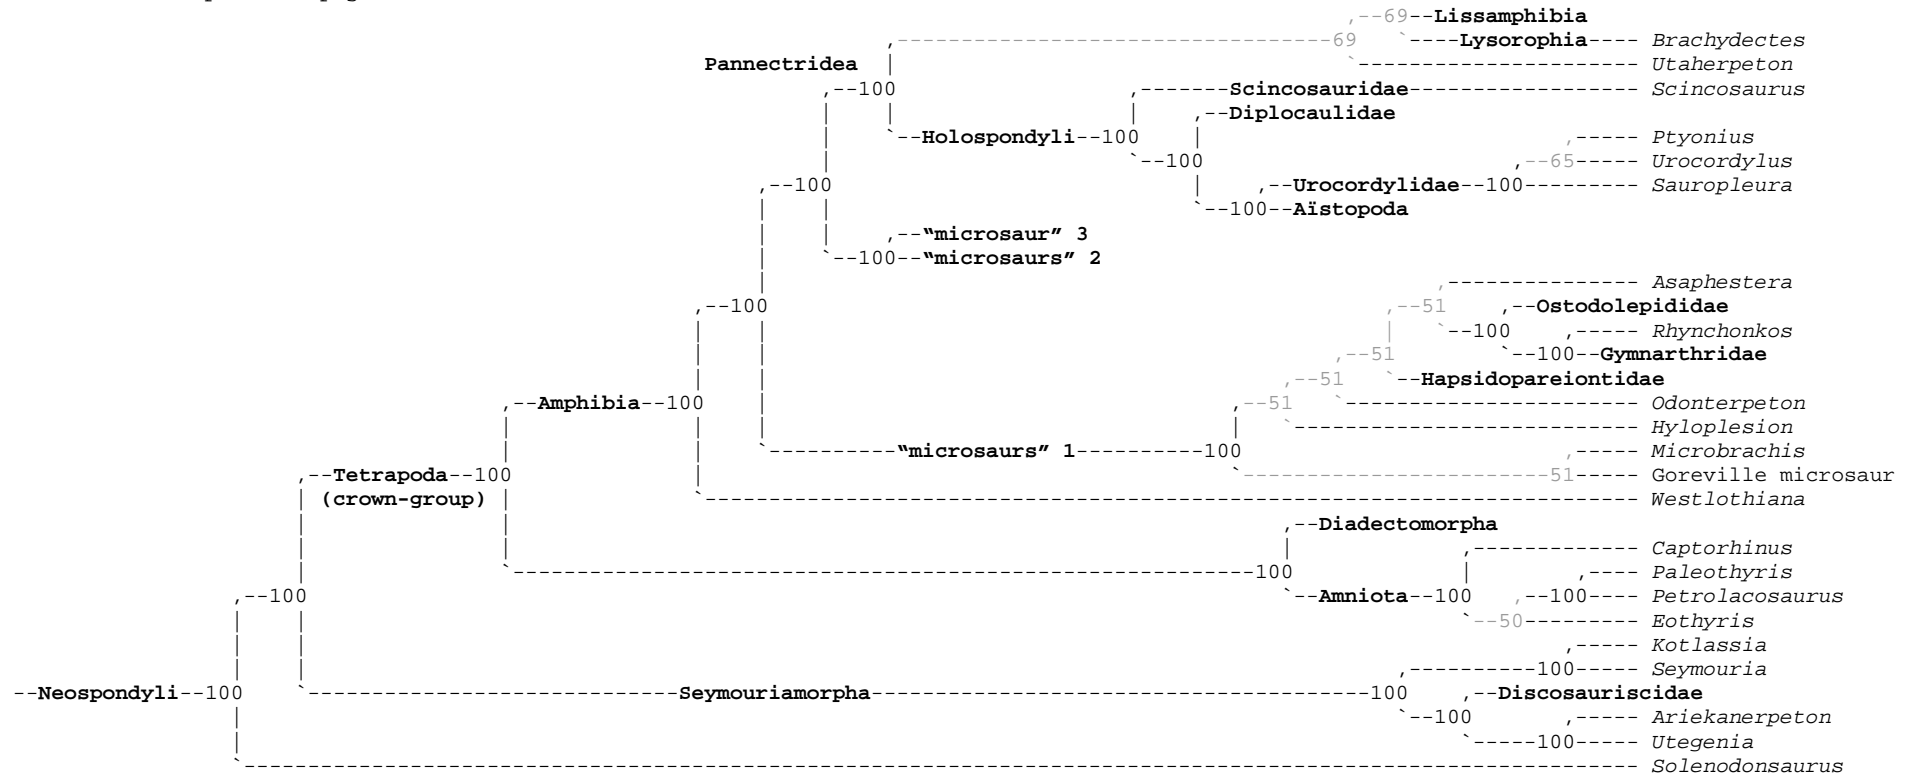 ,--69--Lissamphibia
,----------------------------------69 `----Lysorophia---- Brachydectes
Pannectridea | `---------------------- Utaherpeton
,--100 ,-------Scincosauridae------------------ Scincosaurus
| | | ,--Diplocaulidae
| `--Holospondyli--100 | ,----- Ptyonius
| `--100 ,--65----- Urocordylus
,--100 | ,--Urocordylidae--100--------- Sauropleura
| | `--100--Aïstopoda
| | ,--“microsaur” 3
| `--100--“microsaurs” 2
| ,--------------- Asaphestera
,--100 ,--51 ,--Ostodolepididae
| | | `--100 ,----- Rhynchonkos
| | ,--51 `--100--Gymnarthridae
| | ,--51 `--Hapsidopareiontidae
,--Amphibia--100 | ,--51 `----------------------- Odonterpeton
| | | | `--------------------------- Hyloplesion
| | `----------“microsaurs” 1----------100 ,----- Microbrachis
,--Tetrapoda--100 | `------------------------51----- Goreville microsaur
| (crown-group) | `------------------------------------------------------------------------- Westlothiana
| | ,--Diadectomorpha
| | | ,------------- Captorhinus
| `----------------------------------------------------------100 | ,---- Paleothyris
,--100 `--Amniota--100 ,--100---- Petrolacosaurus
| | `--50--------- Eothyris
| | ,----- Kotlassia
| | ,----------100----- Seymouria
--Neospondyli--100 `-----------------------------Seymouriamorpha---------------------------------------100 ,--Discosauriscidae
| `--100 ,----- Ariekanerpeton
| `-----100----- Utegenia
`------------------------------------------------------------------------------------------------------------- Solenodonsaurus